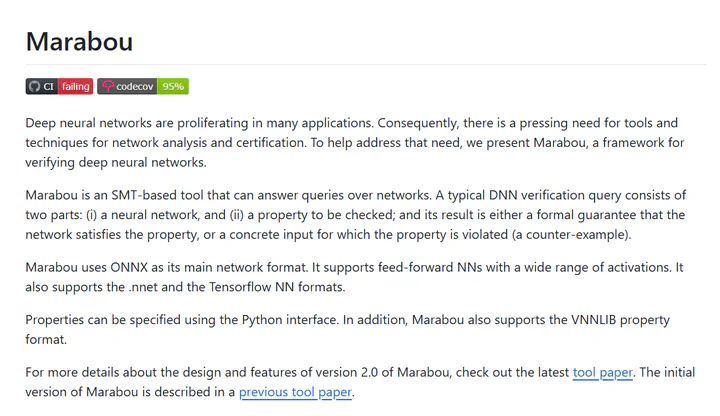 Marabou
CI failing codecov 95%
Deep neural networks are proliferating in many applications. Consequently, there is a pressing need for tools and
techniques for network analysis and certification. To help address that need, we present Marabou, a framework for
verifying deep neural networks.
Marabou is an SMT-based tool that can answer queries over networks. A typical DNN verification query consists of
two parts: (i) a neural network, and (ii) a property to be checked; and its result is either a formal guarantee that the
network satisfies the property, or a concrete input for which the property is violated (a counter-example).
Marabou uses ONNX as its main network format. It supports feed-forward NNs with a wide range of activations. It
also supports the .nnet and the Tensorflow NN formats.
Properties can be specified using the Python interface. In addition, Marabou also supports the VNNLIB property
format.
For more details about the design and features of version 2.0 of Marabou, check out the latest tool paper. The initial
version of Marabou is described in a previous tool paper.